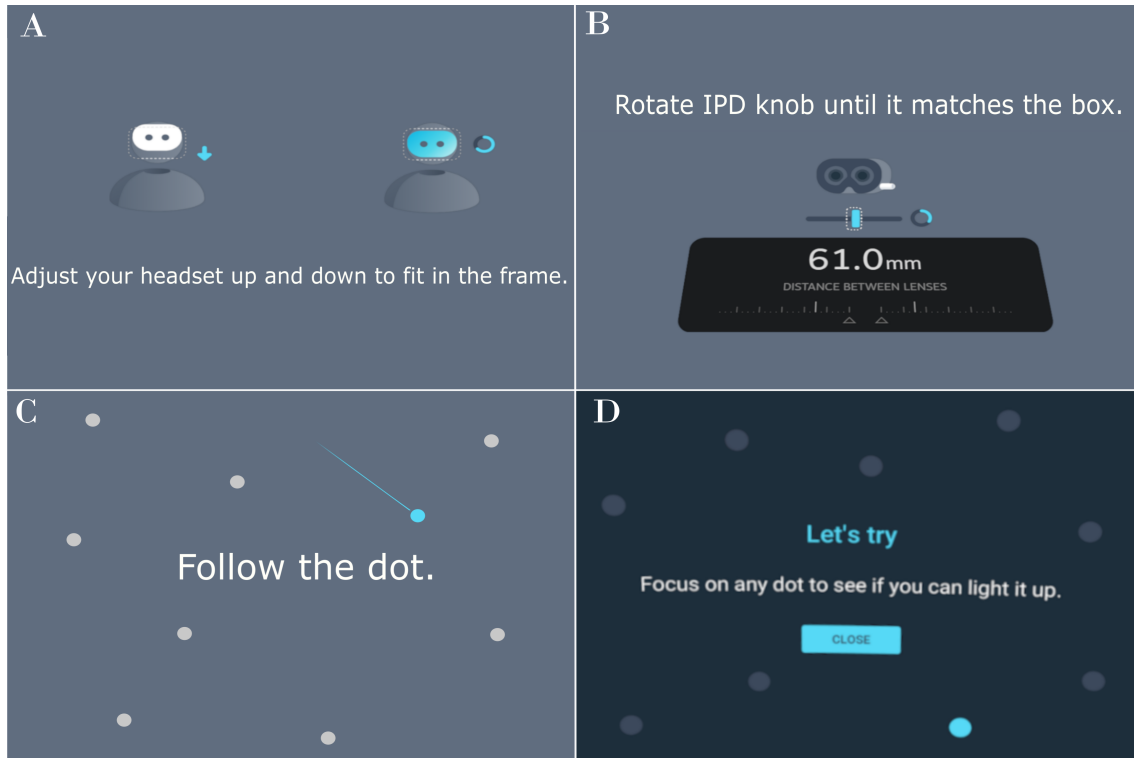 A
Adjust your headset up and down to fit in the frame.
B
Rotate IPD knob until it matches the box.
61.0mm
DISTANCE BETWEEN LENSES
C
Follow the dot.
D
Let's try
Focus on any dot to see if you can light it up.
CLOSE